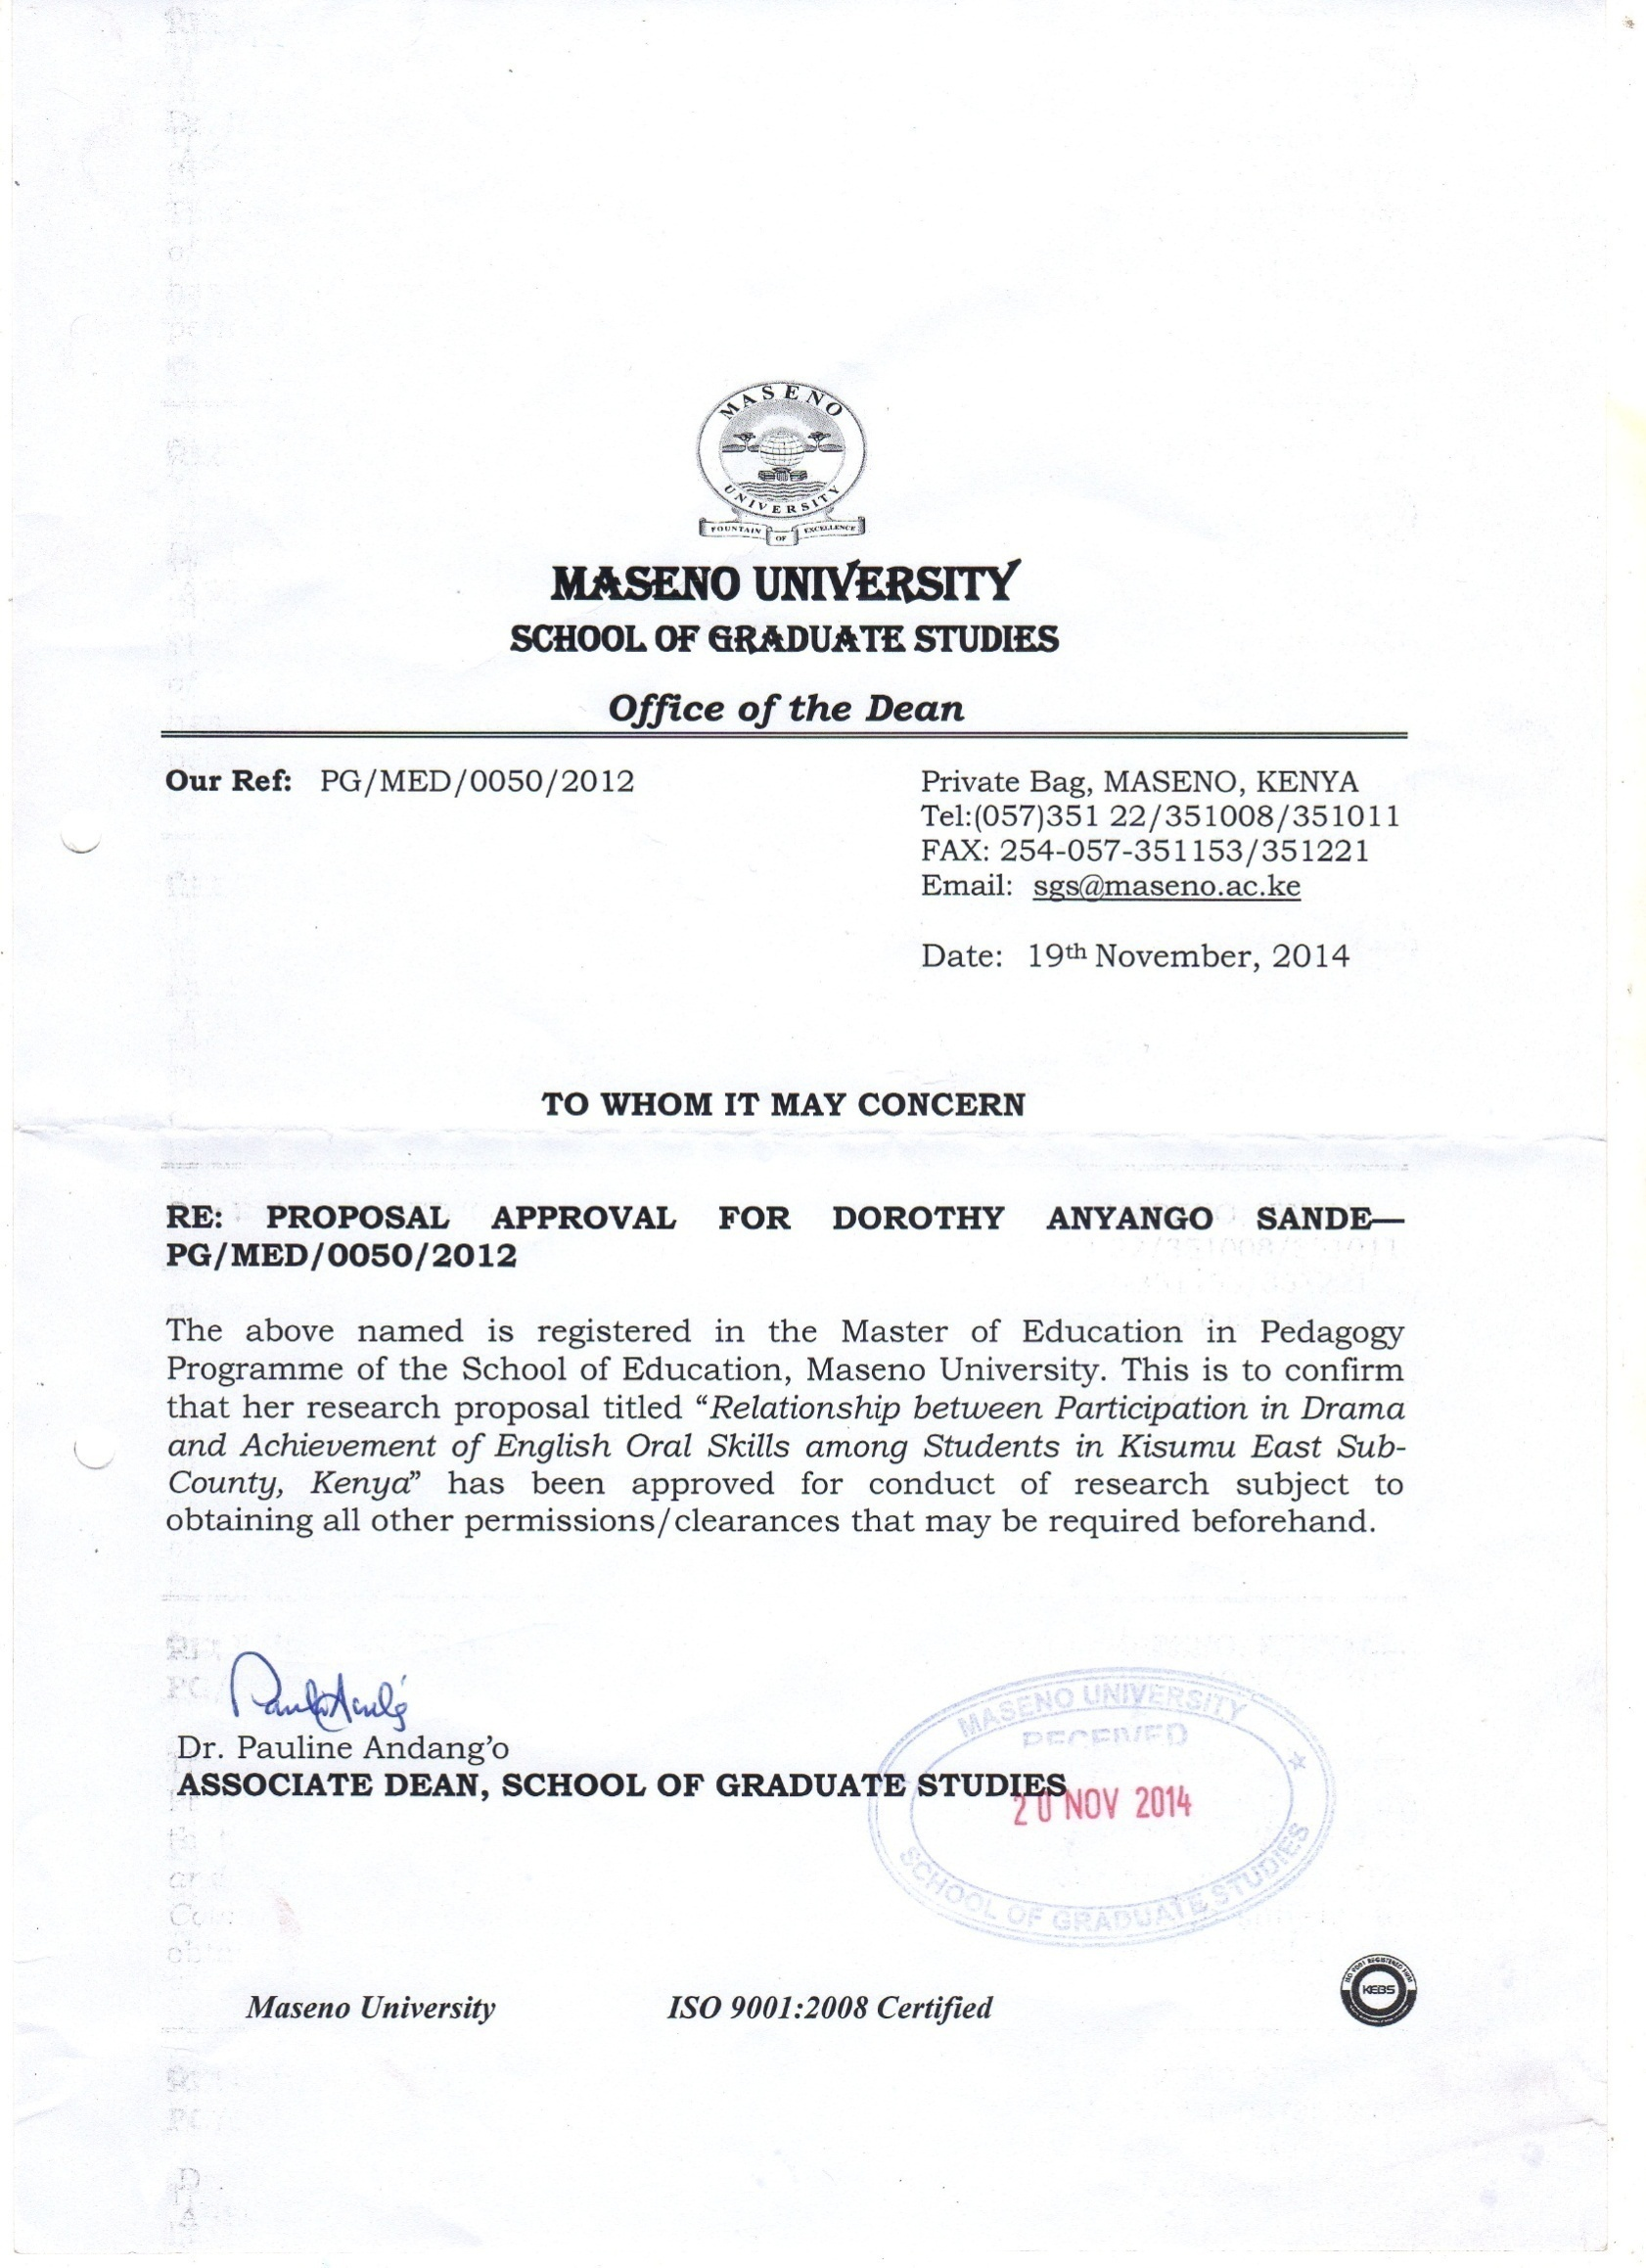 MASENO
UNIVERSITY
FOUNTAIN OF EXCELLENCE
MASENO UNIVERSITY
SCHOOL OF GRADUATE STUDIES
Office of the Dean
Our Ref: PG/MED/0050/2012
Private Bag, MASENO, KENYA
Tel:(057)351 22/351008/351011
FAX: 254-057-351153/351221
Email: sgs@maseno.ac.ke
Date: 19th November, 2014
TO WHOM IT MAY CONCERN
RE: PROPOSAL APPROVAL FOR DOROTHY ANYANGO SANDE—
PG/MED/0050/2012
The above named is registered in the Master of Education in Pedagogy
Programme of the School of Education, Maseno University. This is to confirm
that her research proposal titled “Relationship between Participation in Drama
and Achievement of English Oral Skills among Students in Kisumu East Sub-
County, Kenya” has been approved for conduct of research subject to
obtaining all other permissions/clearances that may be required beforehand.
Dr. Pauline Andang’o
ASSOCIATE DEAN, SCHOOL OF GRADUATE STUDIES
MASENO UNIVERSITY
RECEIVED
20 NOV 2014
SCHOOL OF GRADUATE STUDIES
Maseno University ISO 9001:2008 Certified
KEBS